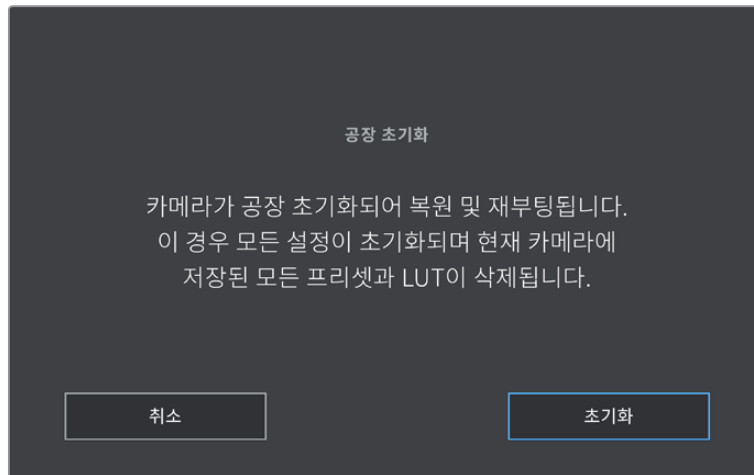 공장 초기화
카메라가 공장 초기화되어 복원 및 재부팅됩니다.
이 경우 모든 설정이 초기화되며 현재 카메라에
저장된 모든 프리셋과 LUT이 삭제됩니다.
취소
초기화